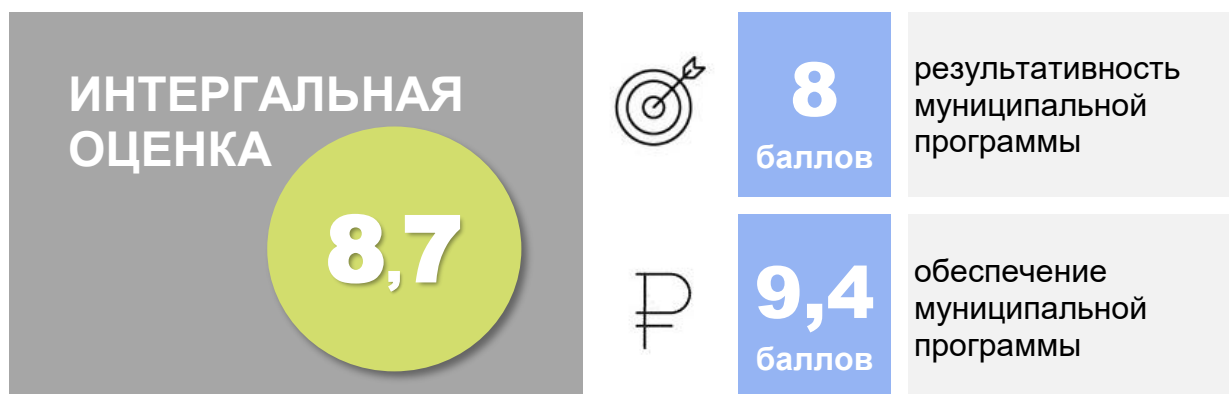 ИНТЕРГАЛЬНАЯ
ОЦЕНКА
8,7
8
баллов
результативность
муниципальной
программы
9,4
баллов
обеспечение
муниципальной
программы